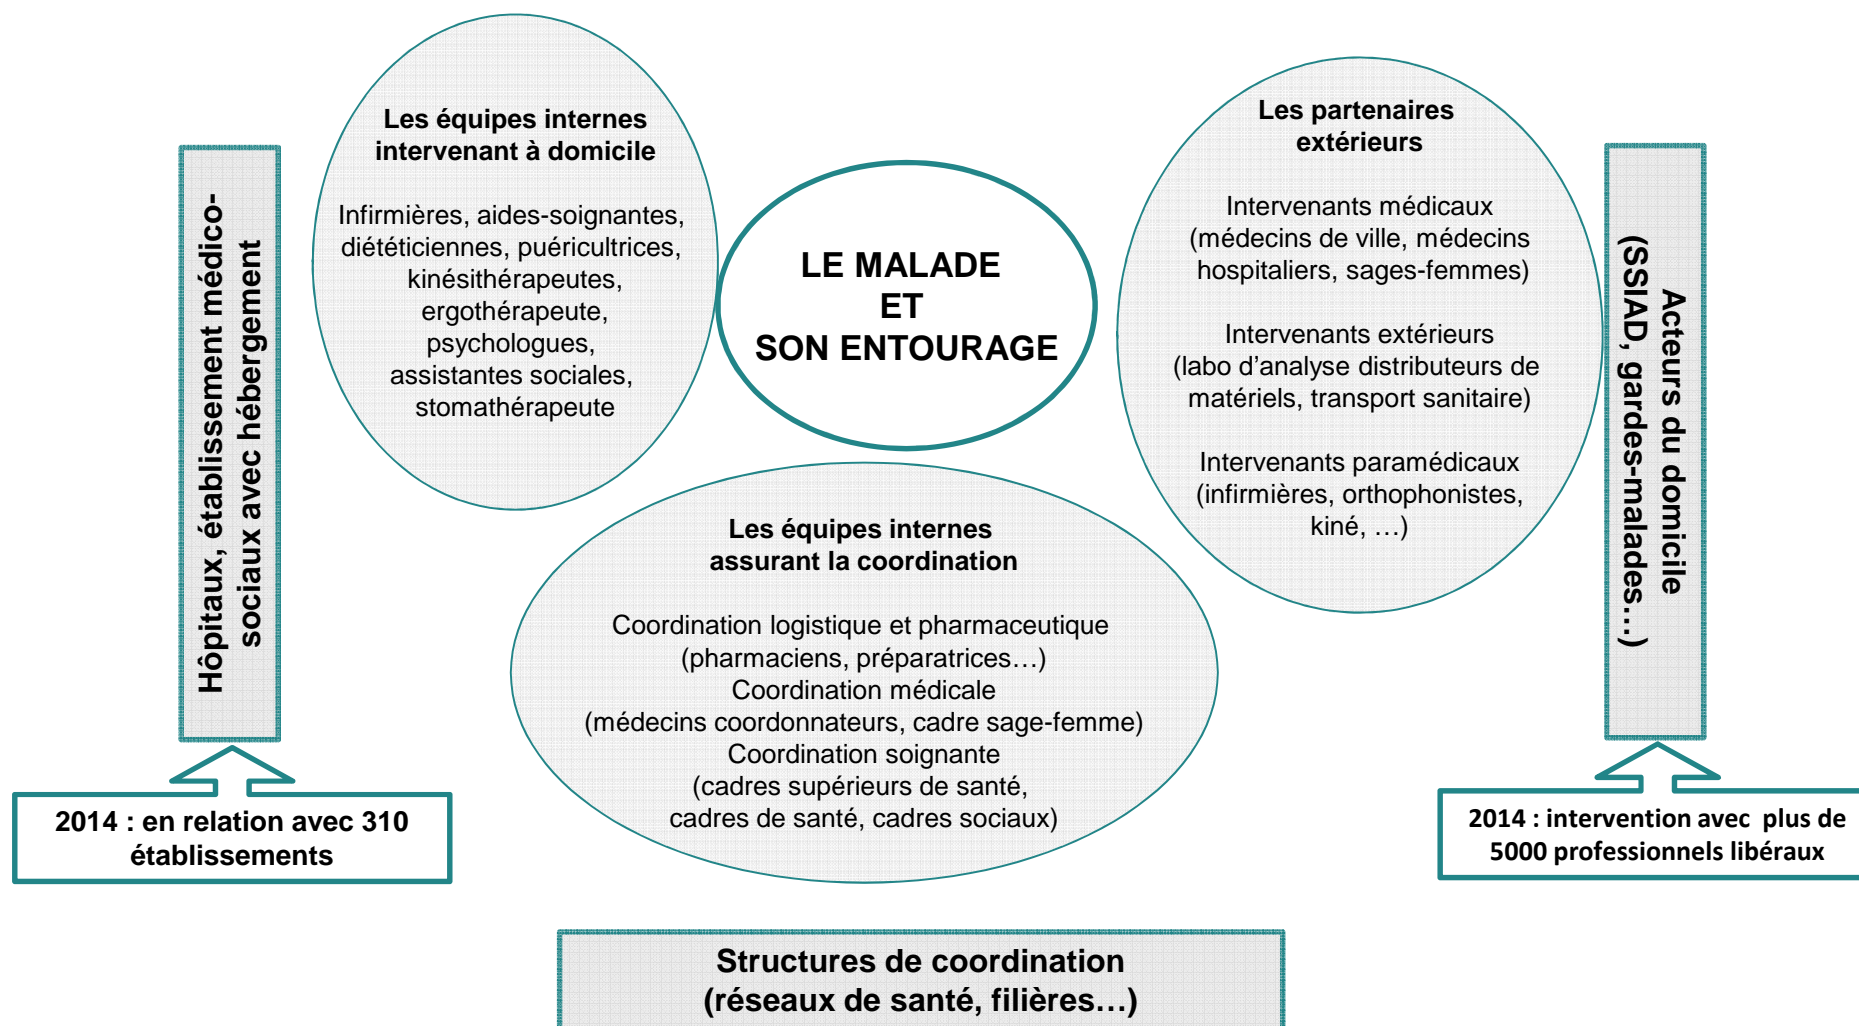 Hôpitaux, établissement médico-
sociaux avec hébergement
2014 : en relation avec 310
établissements
Les équipes internes
intervenant à domicile
Infirmières, aides-soignantes,
diététiciennes, puéricultrices,
kinésithérapeutes,
ergothérapeute,
psychologues,
assistantes sociales,
stomathérapeute
LE MALADE
ET
SON ENTOURAGE
Les partenaires
extérieurs
Intervenants médicaux
(médecins de ville, médecins
hospitaliers, sages-femmes)
Intervenants extérieurs
(labo d’analyse distributeurs de
matériels, transport sanitaire)
Intervenants paramédicaux
(infirmières, orthophonistes,
kiné, …)
Acteurs du domicile
(SSIAD, gardes-malades…)
2014 : intervention avec plus de
5000 professionnels libéraux
Les équipes internes
assurant la coordination
Coordination logistique et pharmaceutique
(pharmaciens, préparatrices…)
Coordination médicale
(médecins coordonnateurs, cadre sage-femme)
Coordination soignante
(cadres supérieurs de santé,
cadres de santé, cadres sociaux)
Structures de coordination
(réseaux de santé, filières…)